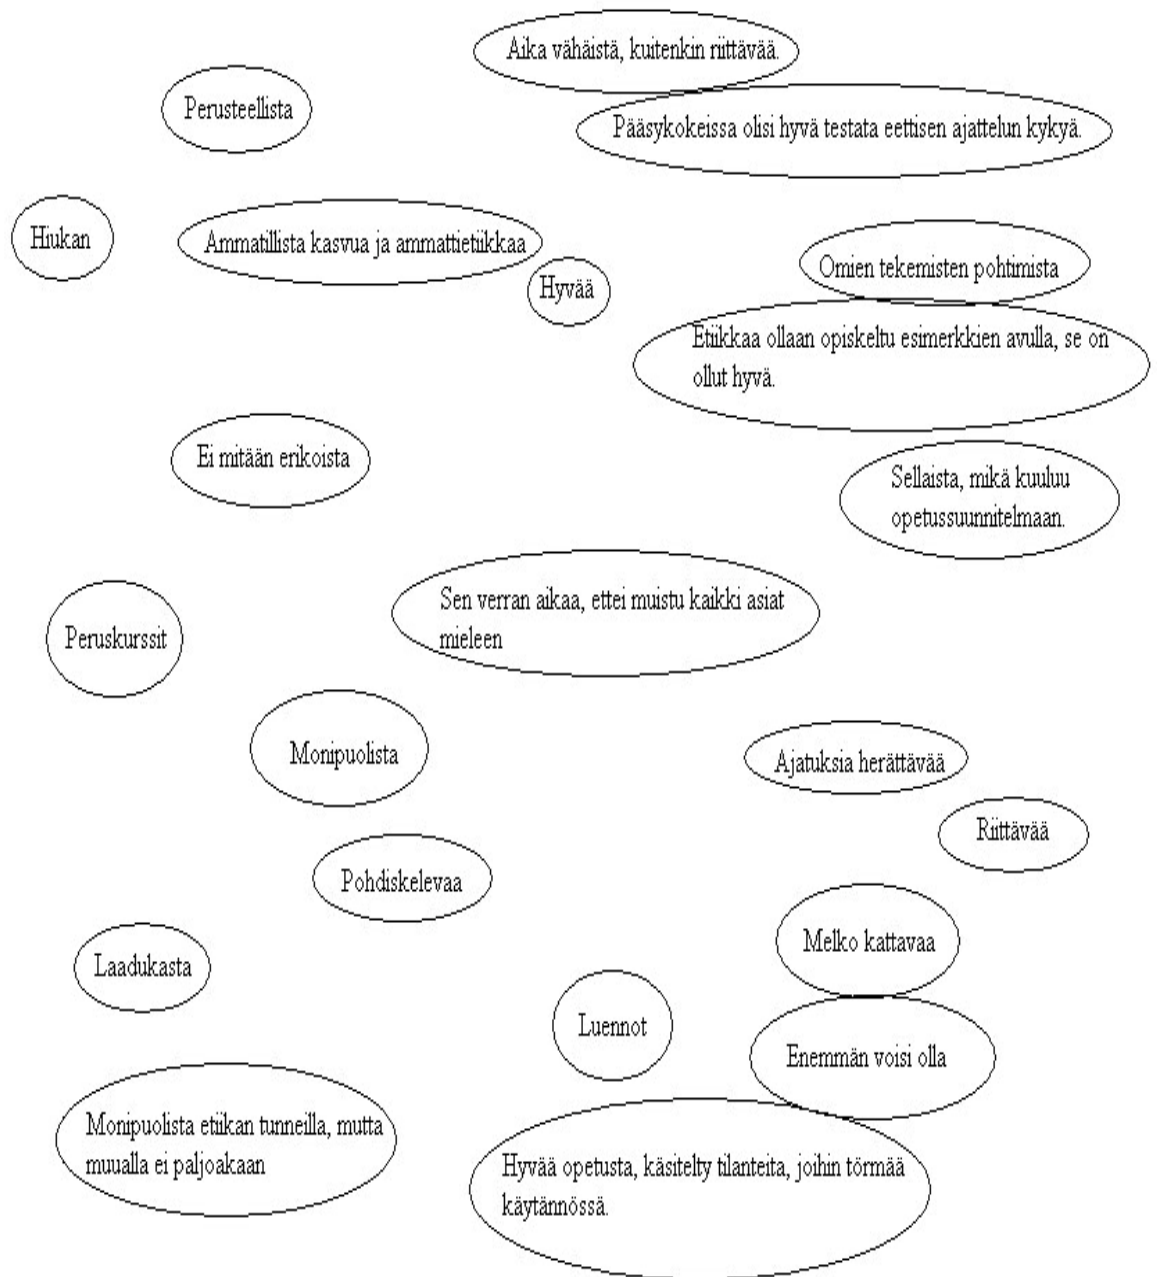 Aika vähäistä, kuitenkin riittävää.
Perusteellista
Pääsykokeissa olisi hyvä testata eettisen ajattelun kykyä.
Hiukan
Ammatillista kasvua ja ammattietiikkaa
Omien tekemisten pohtimista
Hyvää
Etiikkaa ollaan opiskeltu esimerkkien avulla, se on
ollut hyvä.
Ei mitään erikoista
Sellaista, mikä kuuluu
opetussuunnitelmaan.
Sen verran aikaa, ettei muistu kaikki asiat
mieleen
Peruskurssit
Monipuolista
Ajatuksia herättävää
Riittävää
Pohdiskelevaa
Melko kattavaa
Laadukasta
Luennot
Enemmän voisi olla
Monipuolista etiikan tunneilla, mutta
muualla ei paljoakaan
Hyvää opetusta, käsitelty tilanteita, joihin törmää
käytännössä.